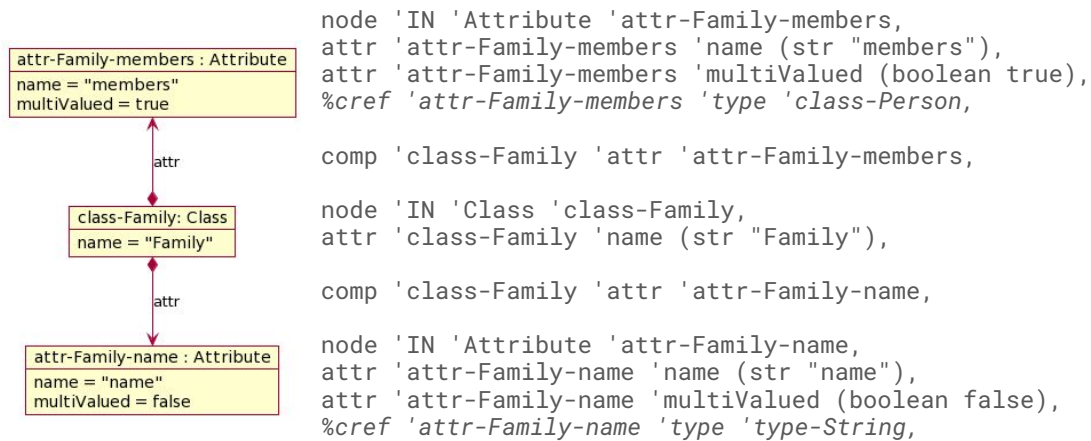 attr-Family-members : Attribute
name = "members"
multiValued = true
attr
class-Family: Class
name = "Family"
attr
attr-Family-name : Attribute
name = "name"
multiValued = false
node 'IN 'Attribute 'attr-Family-members,
attr 'attr-Family-members 'name (str "members"),
attr 'attr-Family-members 'multiValued (boolean true),
%cref 'attr-Family-members 'type 'class-Person,
comp 'class-Family 'attr 'attr-Family-members,
node 'IN 'Class 'class-Family,
attr 'class-Family 'name (str "Family"),
comp 'class-Family 'attr 'attr-Family-name,
node 'IN 'Attribute 'attr-Family-name,
attr 'attr-Family-name 'name (str "name"),
attr 'attr-Family-name 'multiValued (boolean false),
%cref 'attr-Family-name 'type 'type-String,